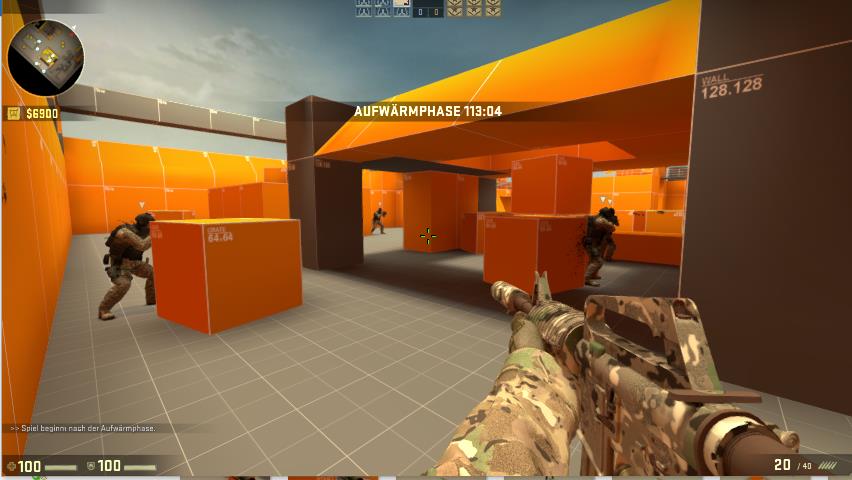 0 0
AUFWÄRMPHASE 113:04
$6900
WALL
128.128
CRATE
64.64
>> Spiel beginnt nach der Aufwärmphase.
100 100
20 / 40